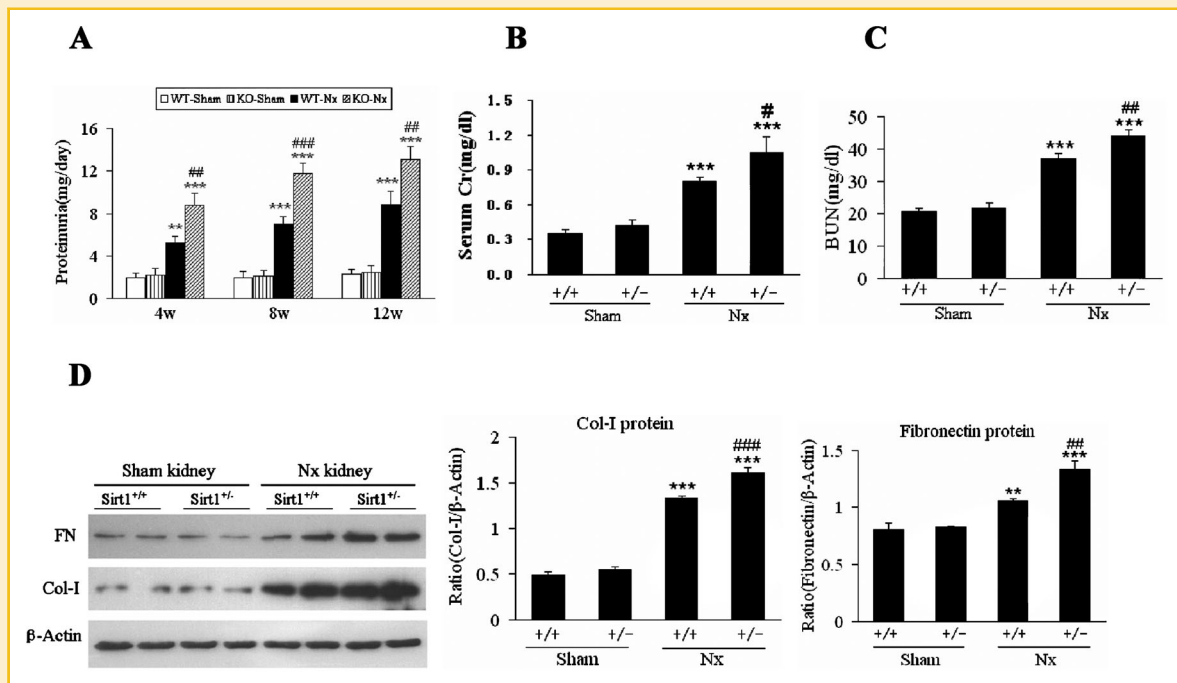 A
WT-Sham KO-Sham WT-Nx KO-Nx
Proteinuria(mg/day)
16
12
8
4
0
**
***
##
***
***
###
***
***
##
4w 8w 12w
B
Serum Cr(mg/dl)
1.5
1.2
0.9
0.6
0.3
0.0
***
#
***
+/+ +/− +/+ +/−
Sham Nx
C
BUN(mg/dl)
50
40
30
20
10
0
***
##
***
+/+ +/− +/+ +/−
Sham Nx
D
Sham kidney Nx kidney
Sirt1+/+ Sirt1+/- Sirt1+/+ Sirt1+/-
FN
Col-I
β-Actin
Col-I protein
Ratio(Col-I/β-Actin)
2
1.5
1
0.5
0
***
###
***
+/+ +/− +/+ +/−
Sham Nx
Fibronectin protein
Ratio(Fibronectin/β-Actin)
1.5
1
0.5
0
**
##
***
+/+ +/− +/+ +/−
Sham Nx